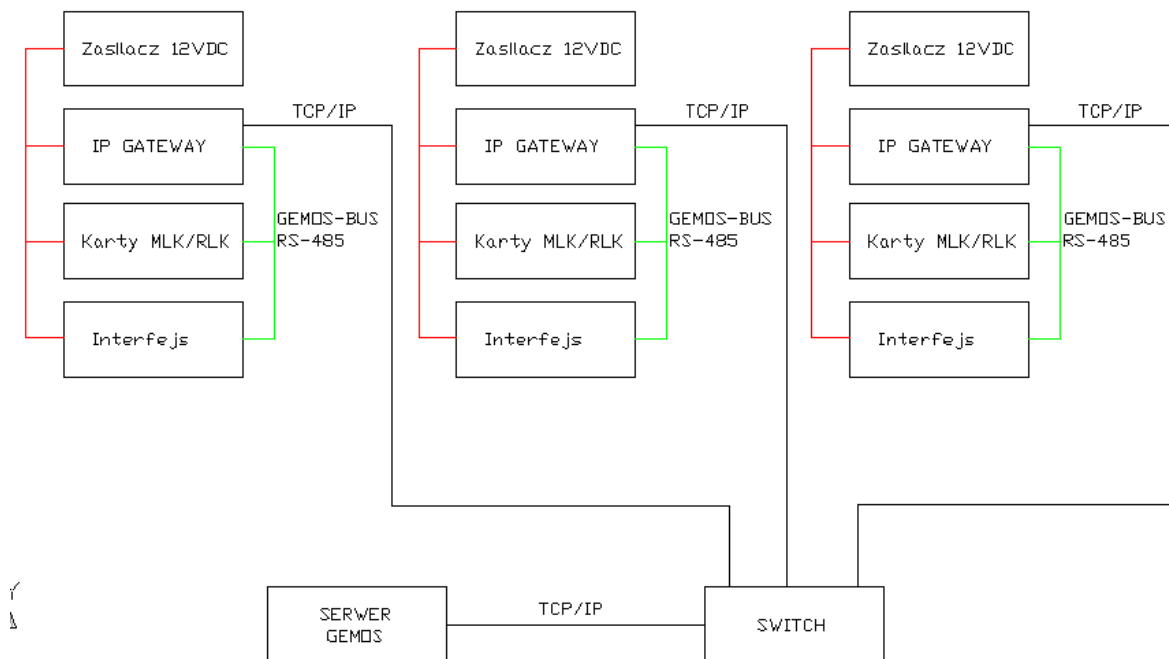 Zasilacz 12VDC
Zasilacz 12VDC
Zasilacz 12VDC
TCP/IP
TCP/IP
TCP/IP
IP GATEWAY
IP GATEWAY
IP GATEWAY
GEMOS-BUS
RS-485
GEMOS-BUS
RS-485
GEMOS-BUS
RS-485
Karty MLK/RLK
Karty MLK/RLK
Karty MLK/RLK
Interfejs
Interfejs
Interfejs
TCP/IP
SERWER
GEMOS
SWITCH